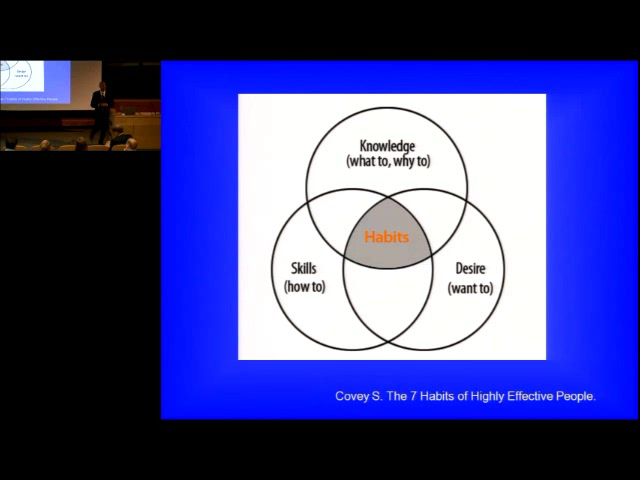 Knowledge
(what to, why to)
Habits
Skills
(how to)
Desire
(want to)
Covey S. The 7 Habits of Highly Effective People.